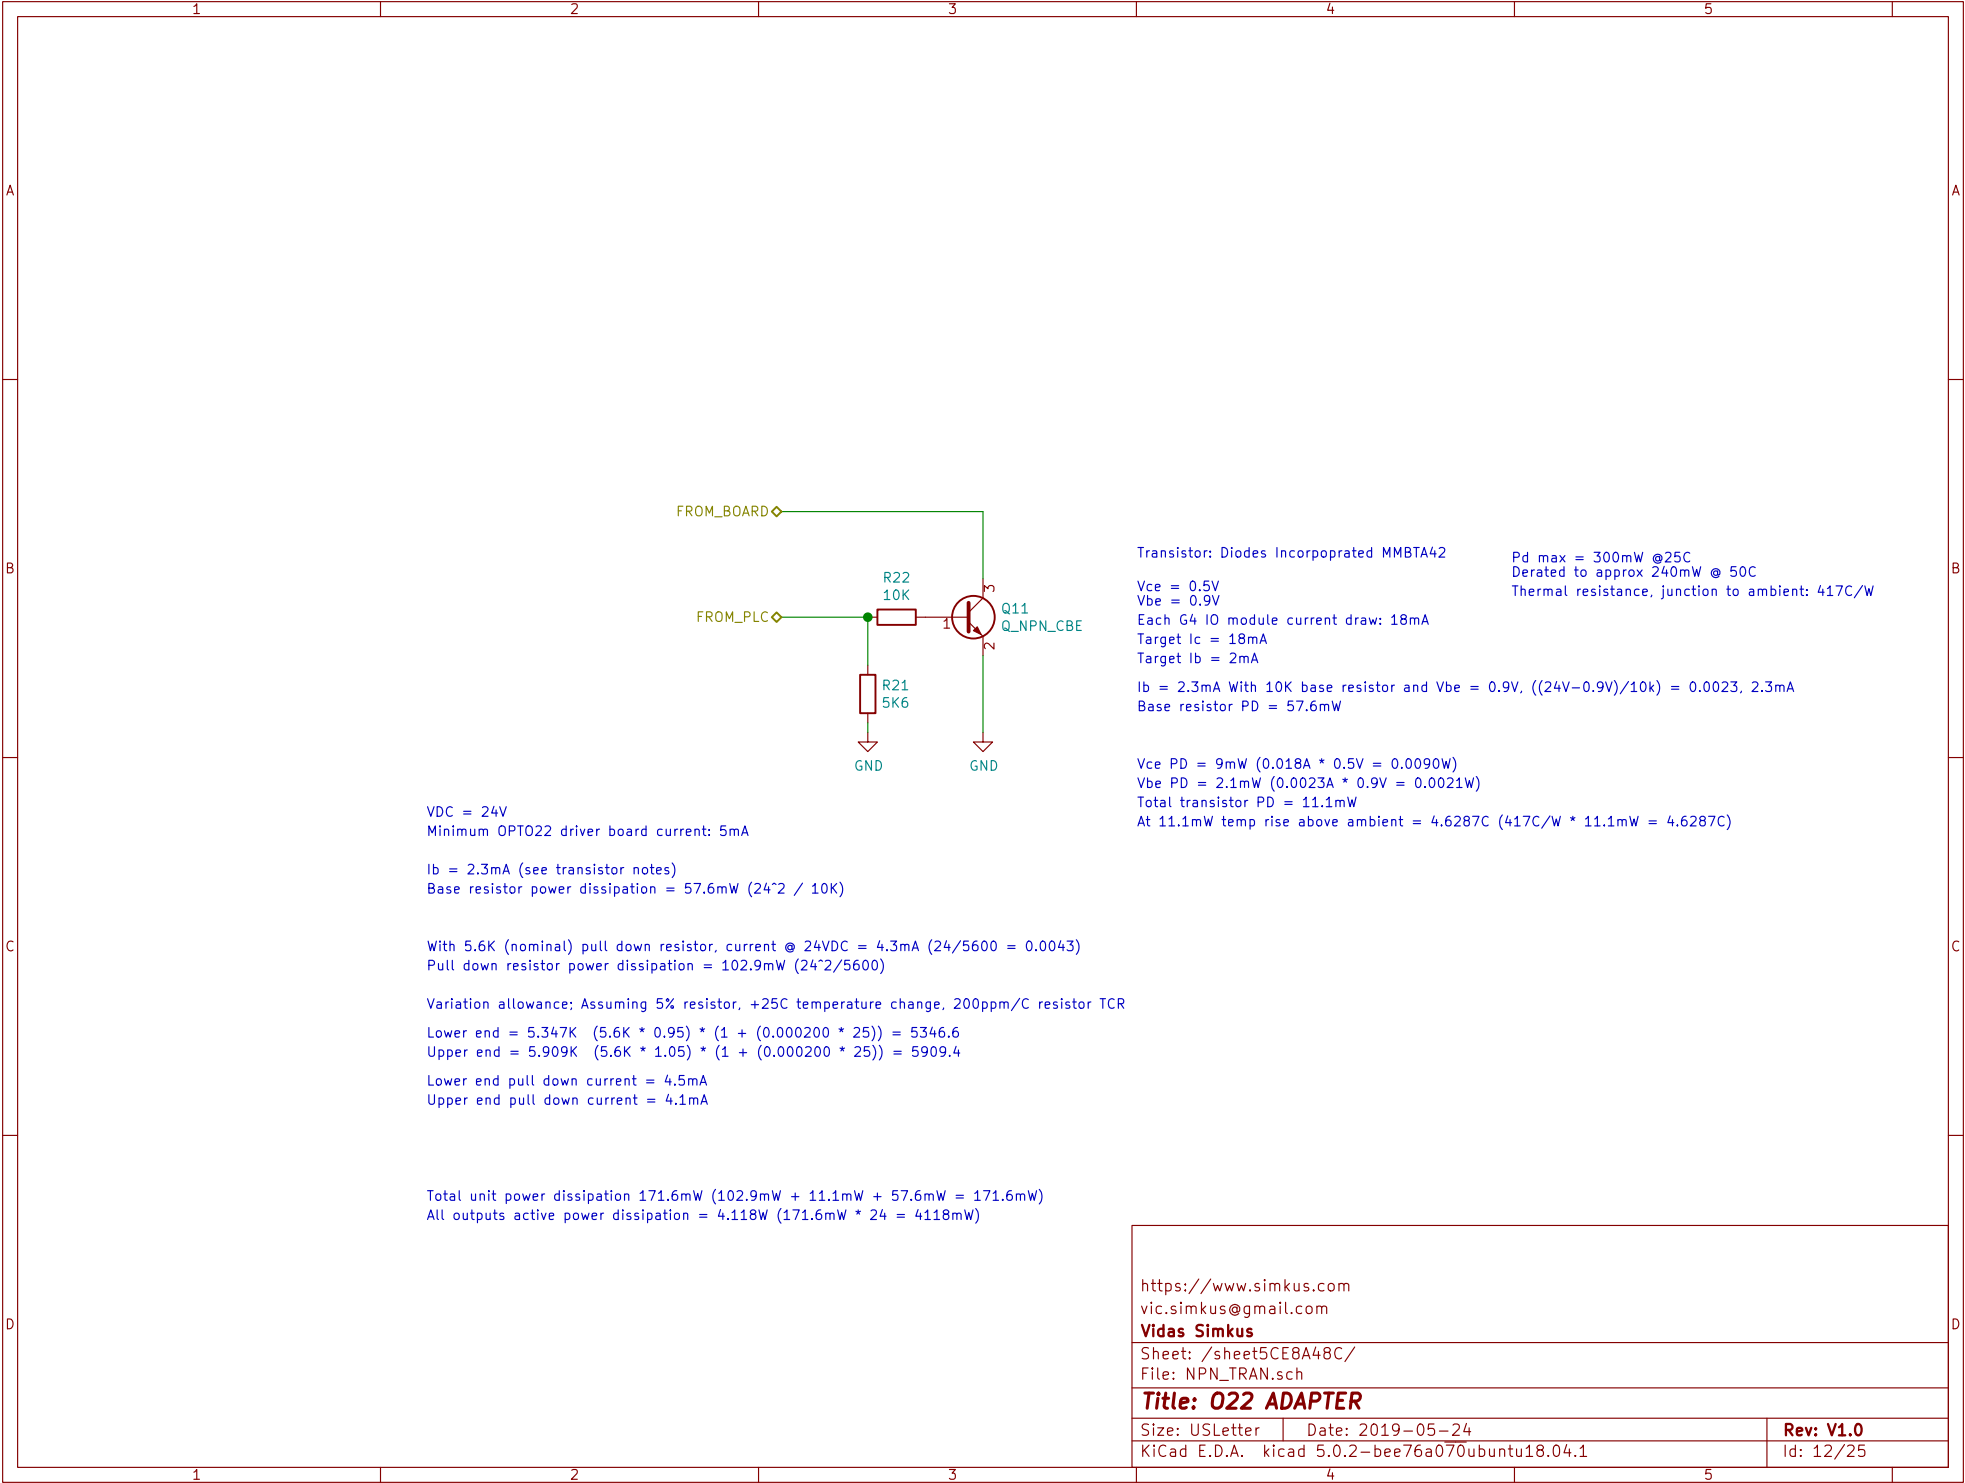 1 2 3 4 5
A A
FROM_BOARD
Transistor: Diodes Incorpoprated MMBTA42
Pd max = 300mW @25C
Derated to approx 240mW @ 50C
Thermal resistance, junction to ambient: 417C/W
B B
R22
10K
3
Vce = 0.5V
Vbe = 0.9V
FROM_PLC
1
Q11
Q_NPN_CBE
2
Each G4 IO module current draw: 18mA
Target Ic = 18mA
Target Ib = 2mA
R21
5K6
Ib = 2.3mA With 10K base resistor and Vbe = 0.9V, ((24V-0.9V)/10k) = 0.0023, 2.3mA
Base resistor PD = 57.6mW
GND GND
Vce PD = 9mW (0.018A * 0.5V = 0.0090W)
Vbe PD = 2.1mW (0.0023A * 0.9V = 0.0021W)
Total transistor PD = 11.1mW
At 11.1mW temp rise above ambient = 4.6287C (417C/W * 11.1mW = 4.6287C)
VDC = 24V
Minimum OPTO22 driver board current: 5mA
Ib = 2.3mA (see transistor notes)
Base resistor power dissipation = 57.6mW (24^2 / 10K)
C C
With 5.6K (nominal) pull down resistor, current @ 24VDC = 4.3mA (24/5600 = 0.0043)
Pull down resistor power dissipation = 102.9mW (24^2/5600)
Variation allowance; Assuming 5% resistor, +25C temperature change, 200ppm/C resistor TCR
Lower end = 5.347K (5.6K * 0.95) * (1 + (0.000200 * 25)) = 5346.6
Upper end = 5.909K (5.6K * 1.05) * (1 + (0.000200 * 25)) = 5909.4
Lower end pull down current = 4.5mA
Upper end pull down current = 4.1mA
Total unit power dissipation 171.6mW (102.9mW + 11.1mW + 57.6mW = 171.6mW)
All outputs active power dissipation = 4.118W (171.6mW * 24 = 4118mW)
https://www.simkus.com
vic.simkus@gmail.com
D D
Vidas Simkus
Sheet: /sheet5CE8A48C/
File: NPN_TRAN.sch
Title: O22 ADAPTER
Size: USLetter Date: 2019-05-24 Rev: V1.0
KiCad E.D.A. kicad 5.0.2-bee76a070ubuntu18.04.1 Id: 12/25
1 2 3 4 5